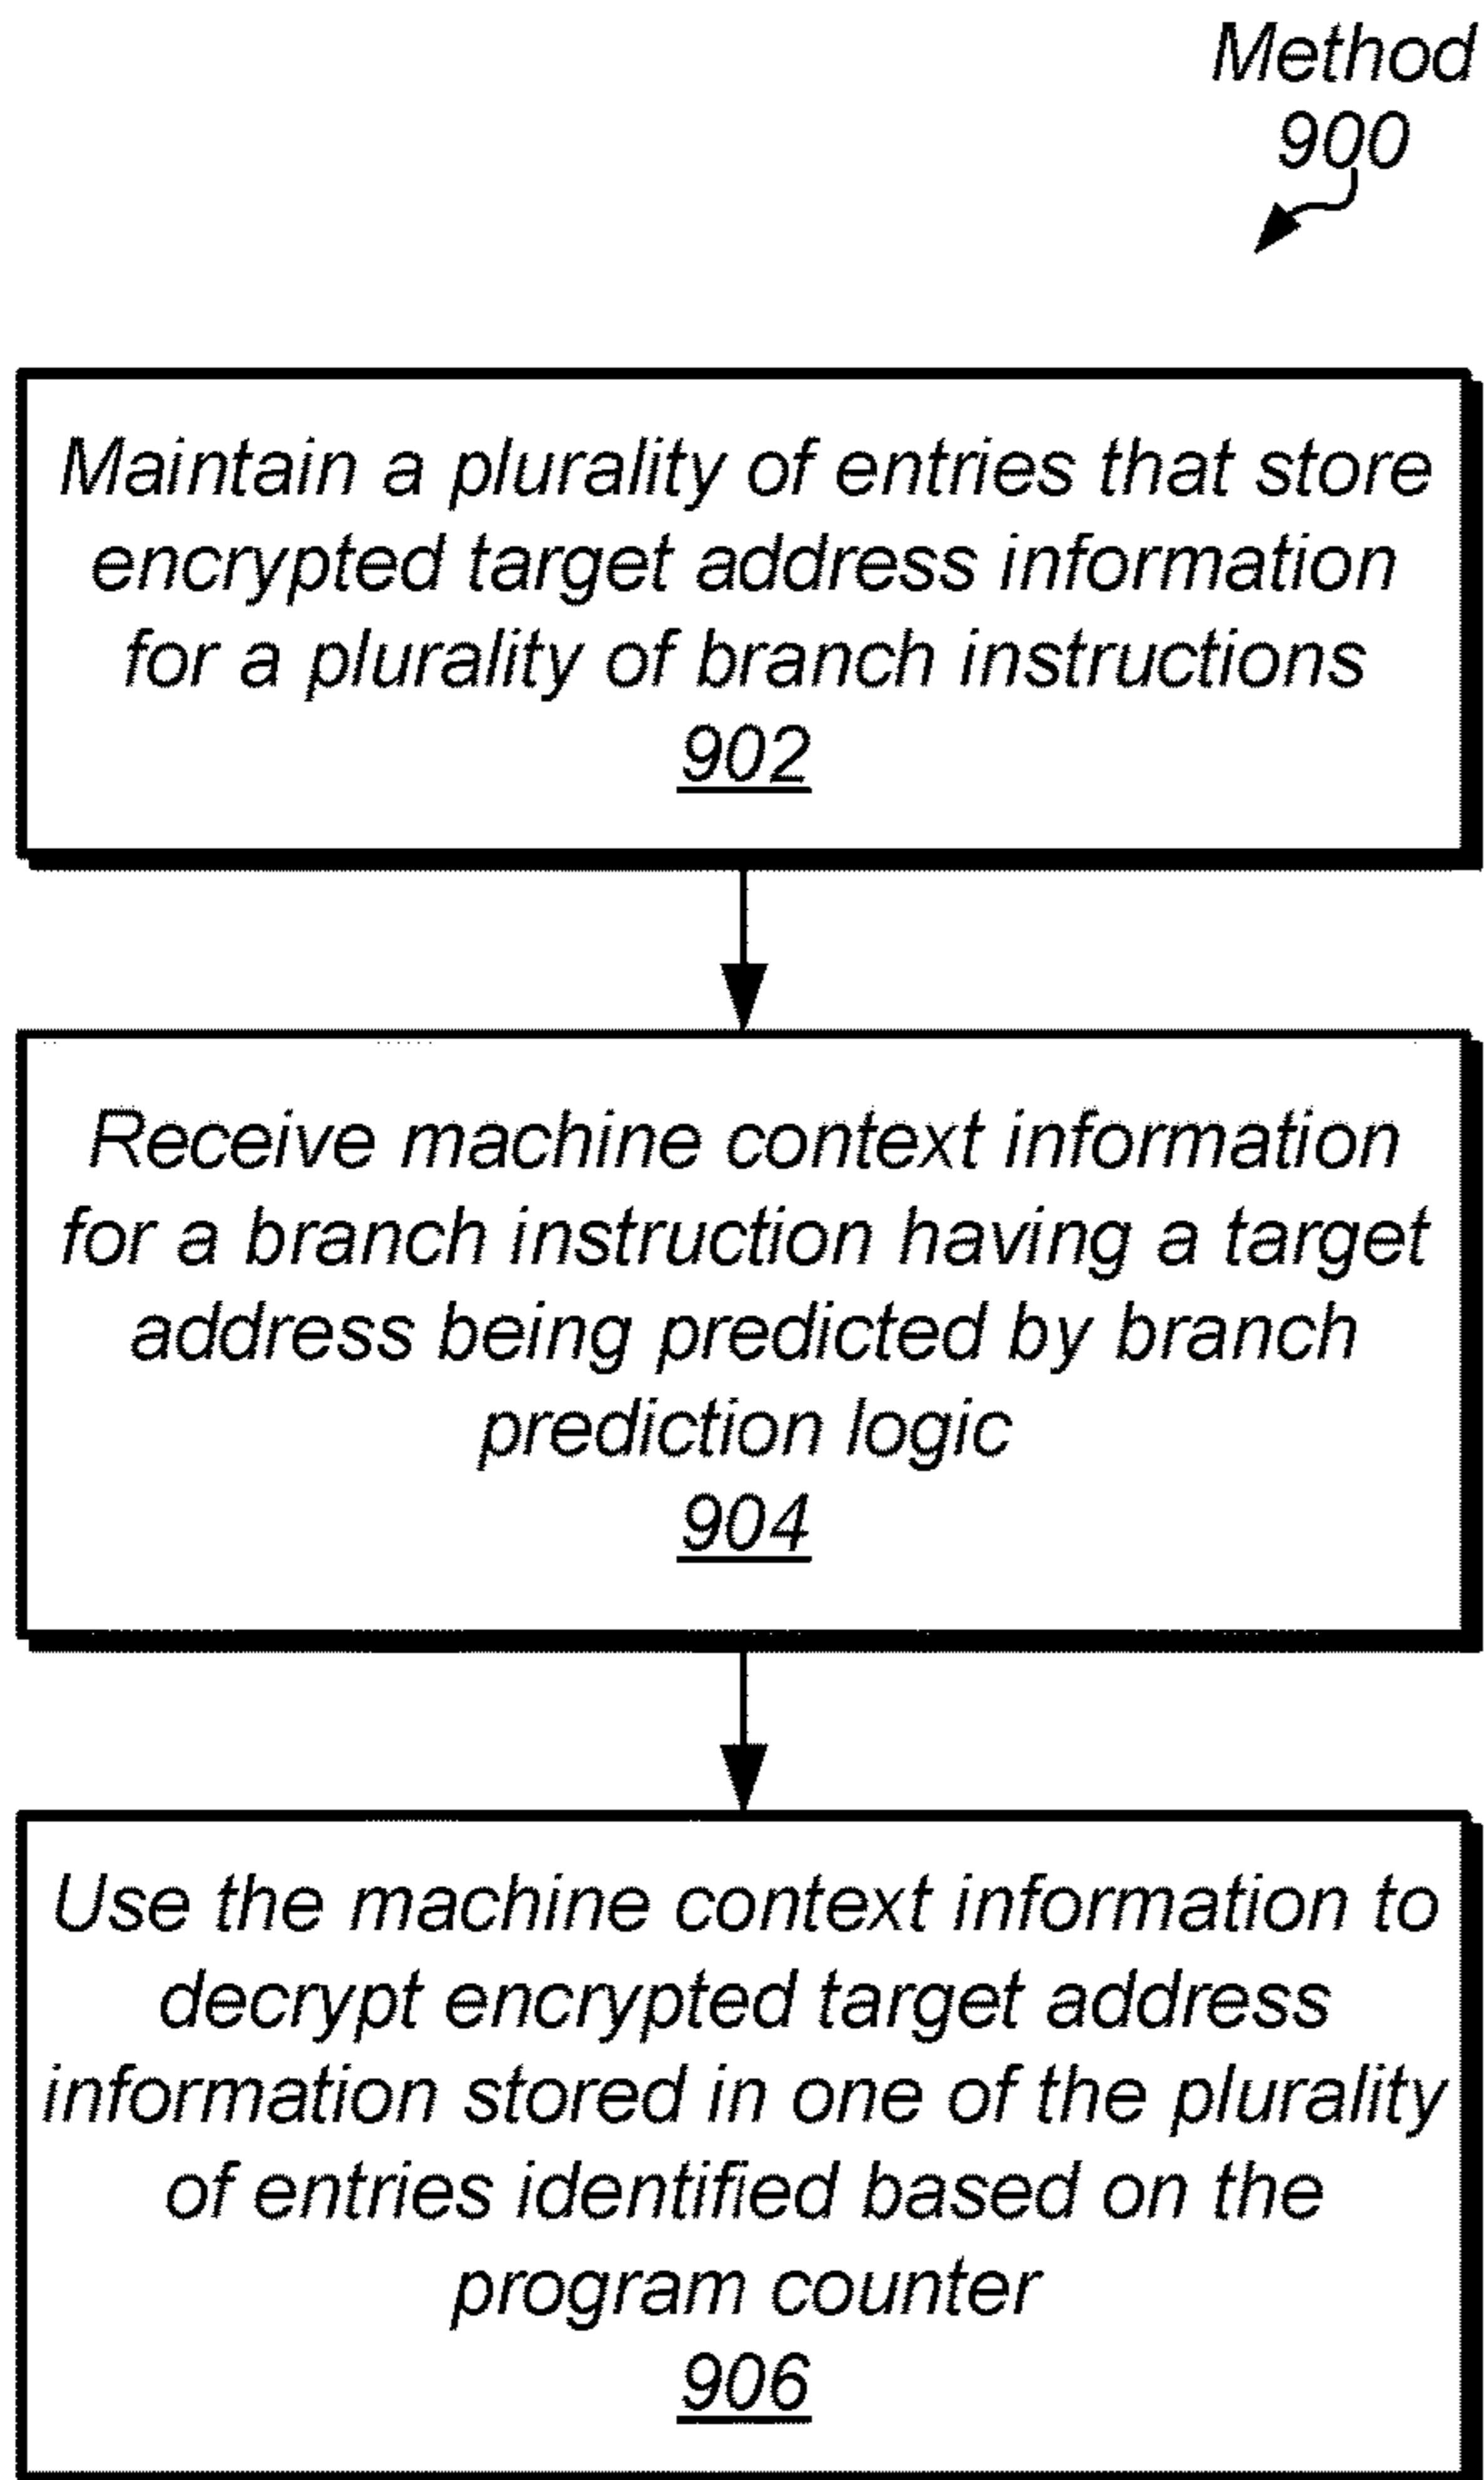 Method
900
Maintain a plurality of entries that store
encrypted target address information
for a plurality of branch instructions
902
Receive machine context information
for a branch instruction having a target
address being predicted by branch
prediction logic
904
Use the machine context information to
decrypt encrypted target address
information stored in one of the plurality
of entries identified based on the
program counter
906